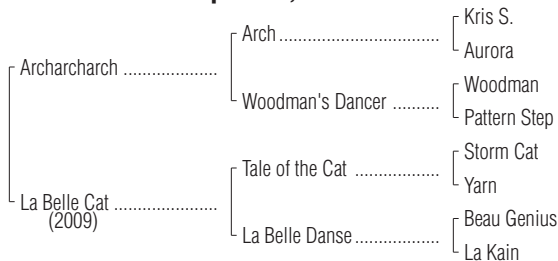 Kris S.
Arch ................................
Aurora
Archarcharch ...................
Woodman
Woodman's Dancer .........
Pattern Step
Storm Cat
Tale of the Cat .................
Yarn
La Belle Cat .....................
(2009)
Beau Genius
La Belle Danse.................
La Kain